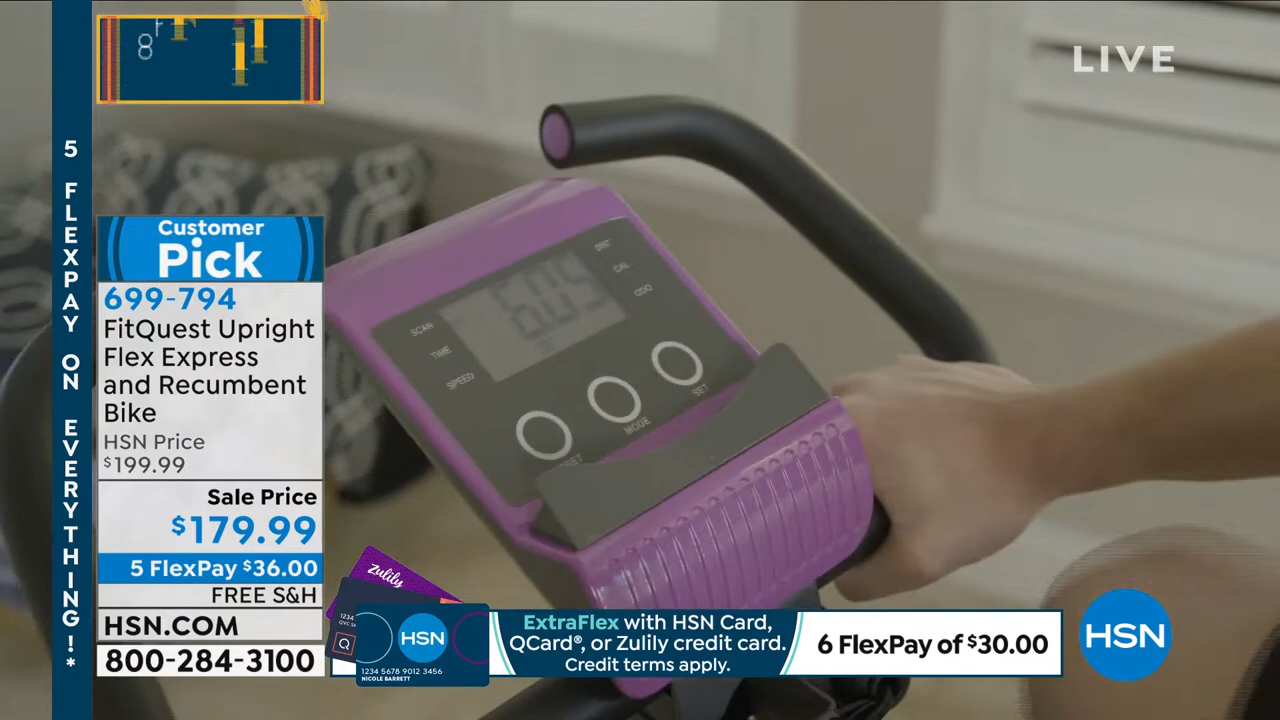 LIVE
5 FLEXPAY ON EVERYTHING!*
Customer
Pick
699-794
FitQuest Upright
Flex Express
and Recumbent
Bike
HSN Price
$199.99
Sale Price
$179.99
5 FlexPay $36.00
FREE S&H
HSN.COM
800-284-3100
SCAN
TIME
SPEED
6:05
CAL
ODO
MODE
SET
Zulily
1234
Q
HSN
1234 5678 9012 3456
NICOLE BARRETT
ExtraFlex with HSN Card,
QCard®, or Zulily credit card.
Credit terms apply.
6 FlexPay of $30.00
HSN